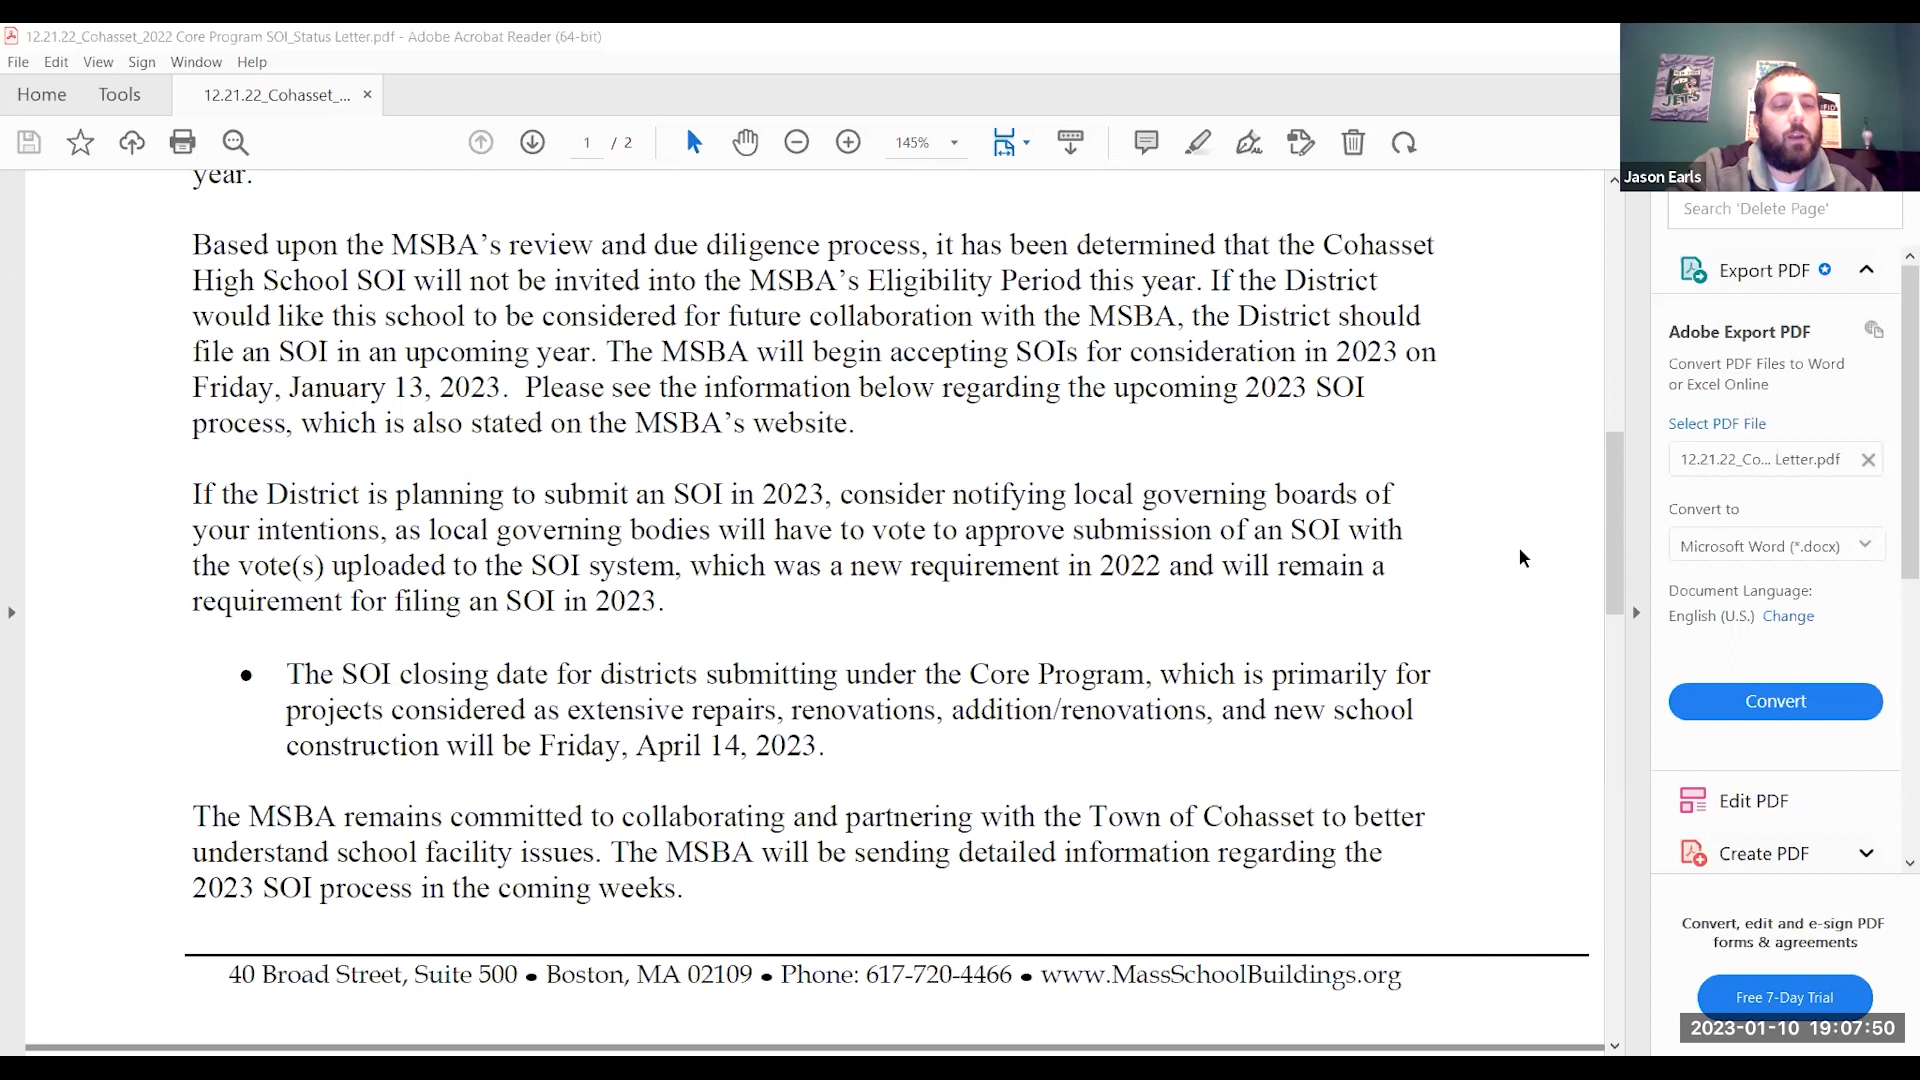 12.21.22_Cohasset_2022 Core Program SOI_Status Letter.pdf - Adobe Acrobat Reader (64-bit)
File Edit View Window Sign Help
Home Tools 12.21.22_Cohasset_... ×
1 / 2 145%
year.
Based upon the MSBA’s review and due diligence process, it has been determined that the Cohasset
High School SOI will not be invited into the MSBA’s Eligibility Period this year. If the District
would like this school to be considered for future collaboration with the MSBA, the District should
file an SOI in an upcoming year. The MSBA will begin accepting SOIs for consideration in 2023 on
Friday, January 13, 2023.  Please see the information below regarding the upcoming 2023 SOI
process, which is also stated on the MSBA’s website.
If the District is planning to submit an SOI in 2023, consider notifying local governing boards of
your intentions, as local governing bodies will have to vote to approve submission of an SOI with
the vote(s) uploaded to the SOI system, which was a new requirement in 2022 and will remain a
requirement for filing an SOI in 2023.
● The SOI closing date for districts submitting under the Core Program, which is primarily for
projects considered as extensive repairs, renovations, addition/renovations, and new school
construction will be Friday, April 14, 2023.
The MSBA remains committed to collaborating and partnering with the Town of Cohasset to better
understand school facility issues. The MSBA will be sending detailed information regarding the
2023 SOI process in the coming weeks.
40 Broad Street, Suite 500 ● Boston, MA 02109 ● Phone: 617-720-4466 ● www.MassSchoolBuildings.org
JETS
Jason Earls
Search 'Delete Page'
Export PDF
Adobe Export PDF
Convert PDF Files to Word
or Excel Online
Select PDF File
12.21.22_Co... Letter.pdf
Convert to
Microsoft Word (*.docx)
Document Language:
English (U.S.) Change
Convert
Edit PDF
Create PDF
Convert, edit and e-sign PDF
forms & agreements
Free 7-Day Trial
2023-01-10 19:07:50